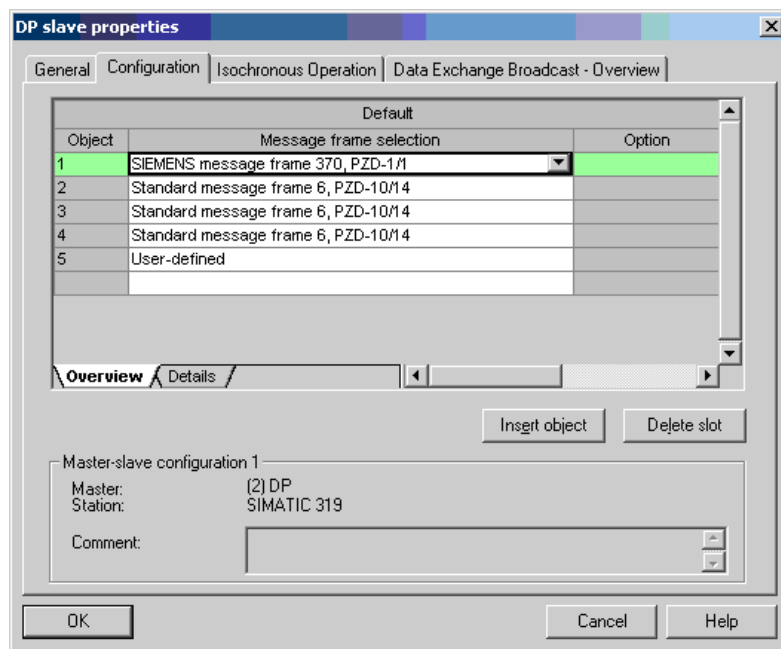 DP slave properties
General Configuration Isochronous Operation Data Exchange Broadcast - Overview
Default
Object Message frame selection Option
1 SIEMENS message frame 370, PZD-1/1
2 Standard message frame 6, PZD-10/14
3 Standard message frame 6, PZD-10/14
4 Standard message frame 6, PZD-10/14
5 User-defined
Overview Details
Insert object Delete slot
Master-slave configuration 1
Master: (2) DP
Station: SIMATIC 319
Comment:
OK Cancel Help